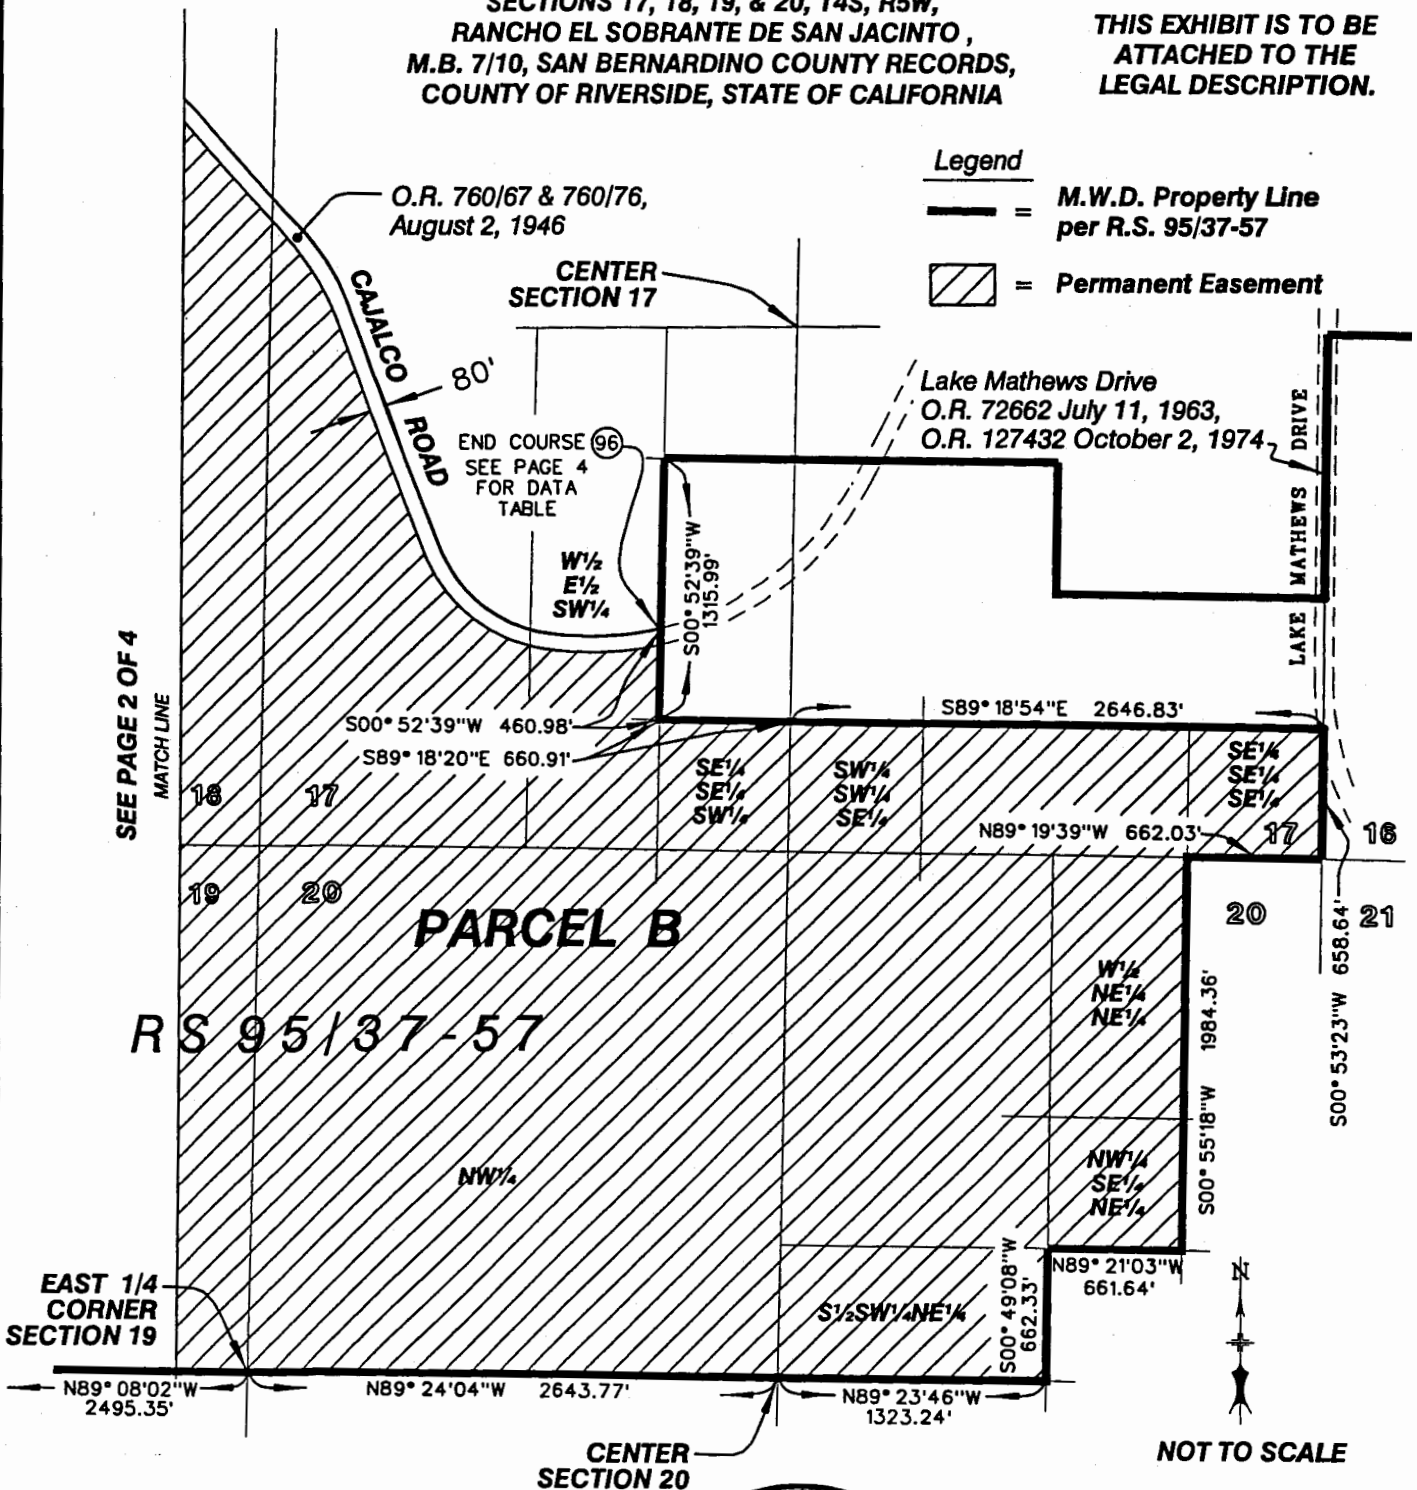 SECTIONS 17, 18, 19, & 20, T4S, R5W,
RANCHO EL SOBRANTE DE SAN JACINTO ,
M.B. 7/10, SAN BERNARDINO COUNTY RECORDS,
COUNTY OF RIVERSIDE, STATE OF CALIFORNIA
THIS EXHIBIT IS TO BE
ATTACHED TO THE
LEGAL DESCRIPTION.
Legend
= M.W.D. Property Line
per R.S. 95/37-57
= Permanent Easement
O.R. 760/67 & 760/76,
August 2, 1946
CENTER
SECTION 17
CAJALCO ROAD
80'
Lake Mathews Drive
O.R. 72662 July 11, 1963,
O.R. 127432 October 2, 1974
LAKE MATHEWS DRIVE
END COURSE 96
SEE PAGE 4
FOR DATA
TABLE
W½
E½
SW¼
S00°52'39"W
1315.99'
SEE PAGE 2 OF 4
MATCH LINE
S00°52'39"W 460.98'
S89°18'20"E 660.91'
S89°18'54"E 2646.83'
SE¼
SE¼
SW¼
SW¼
SW¼
SE¼
SE¼
SE¼
SE¼
18
17
N89°19'39"W 662.03'
17
16
19
20
20
21
PARCEL B
RS 95/37-57
W½
NE¼
NE¼
S00°55'18"W 1984.36'
S00°53'23"W 658.64'
NW¼
NW¼
SE¼
NE¼
S00°49'08"W
662.33'
N89°21'03"W
661.64'
S½SW¼NE¼
EAST 1/4
CORNER
SECTION 19
N89°08'02"W
2495.35'
N89°24'04"W 2643.77'
N89°23'46"W
1323.24'
CENTER
SECTION 20
N
NOT TO SCALE